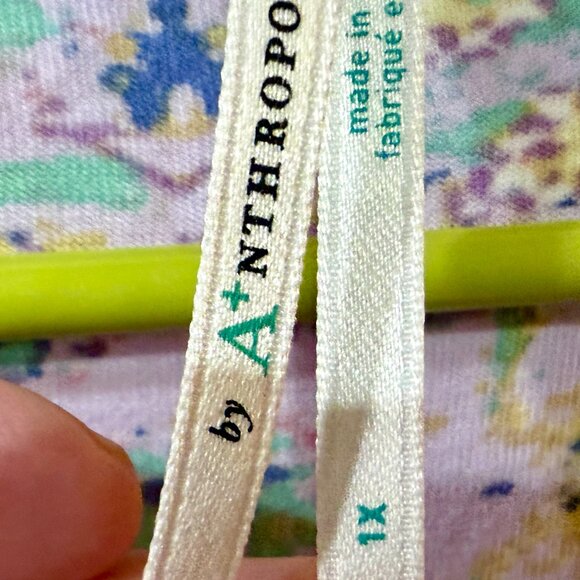 by A+NTHROPO
made in
fabriqué e
1X